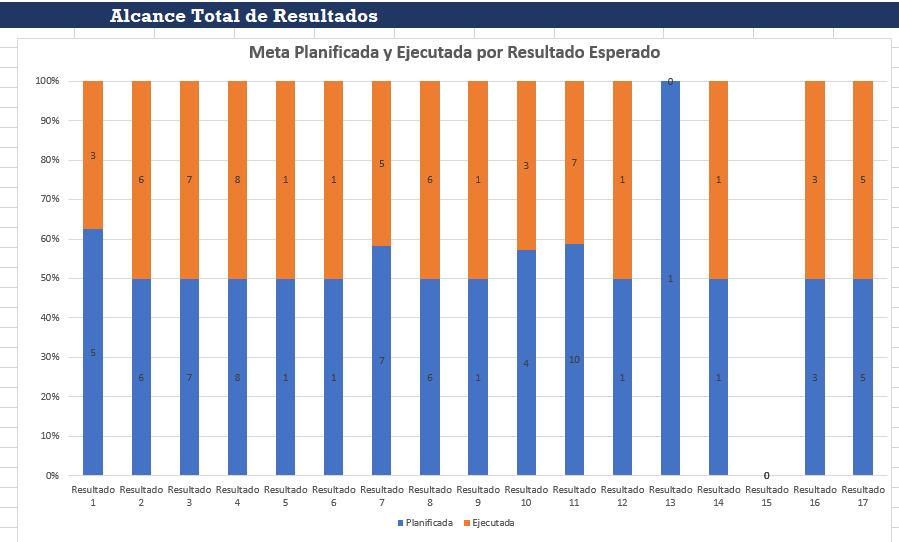 Alcance Total de Resultados
Meta Planificada y Ejecutada por Resultado Esperado
100%
90%
80%
70%
60%
50%
40%
30%
20%
10%
0%
3 6 7 8 1 1 5 6 1 3 7 1 0 1 0 3 5
5 6 7 8 1 1 7 6 1 4 10 1 1 1 0 3 5
Resultado Resultado Resultado Resultado Resultado Resultado Resultado Resultado Resultado Resultado Resultado Resultado Resultado Resultado Resultado Resultado Resultado
1 2 3 4 5 6 7 8 9 10 11 12 13 14 15 16 17
Planificada Ejecutada